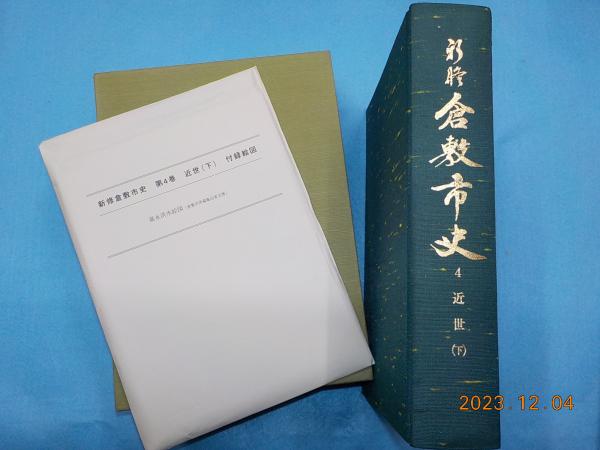 新修倉敷市史 第4巻 近世(下) 付録絵図
新修
倉敷市史
4
近世
(下)
2023.12.04